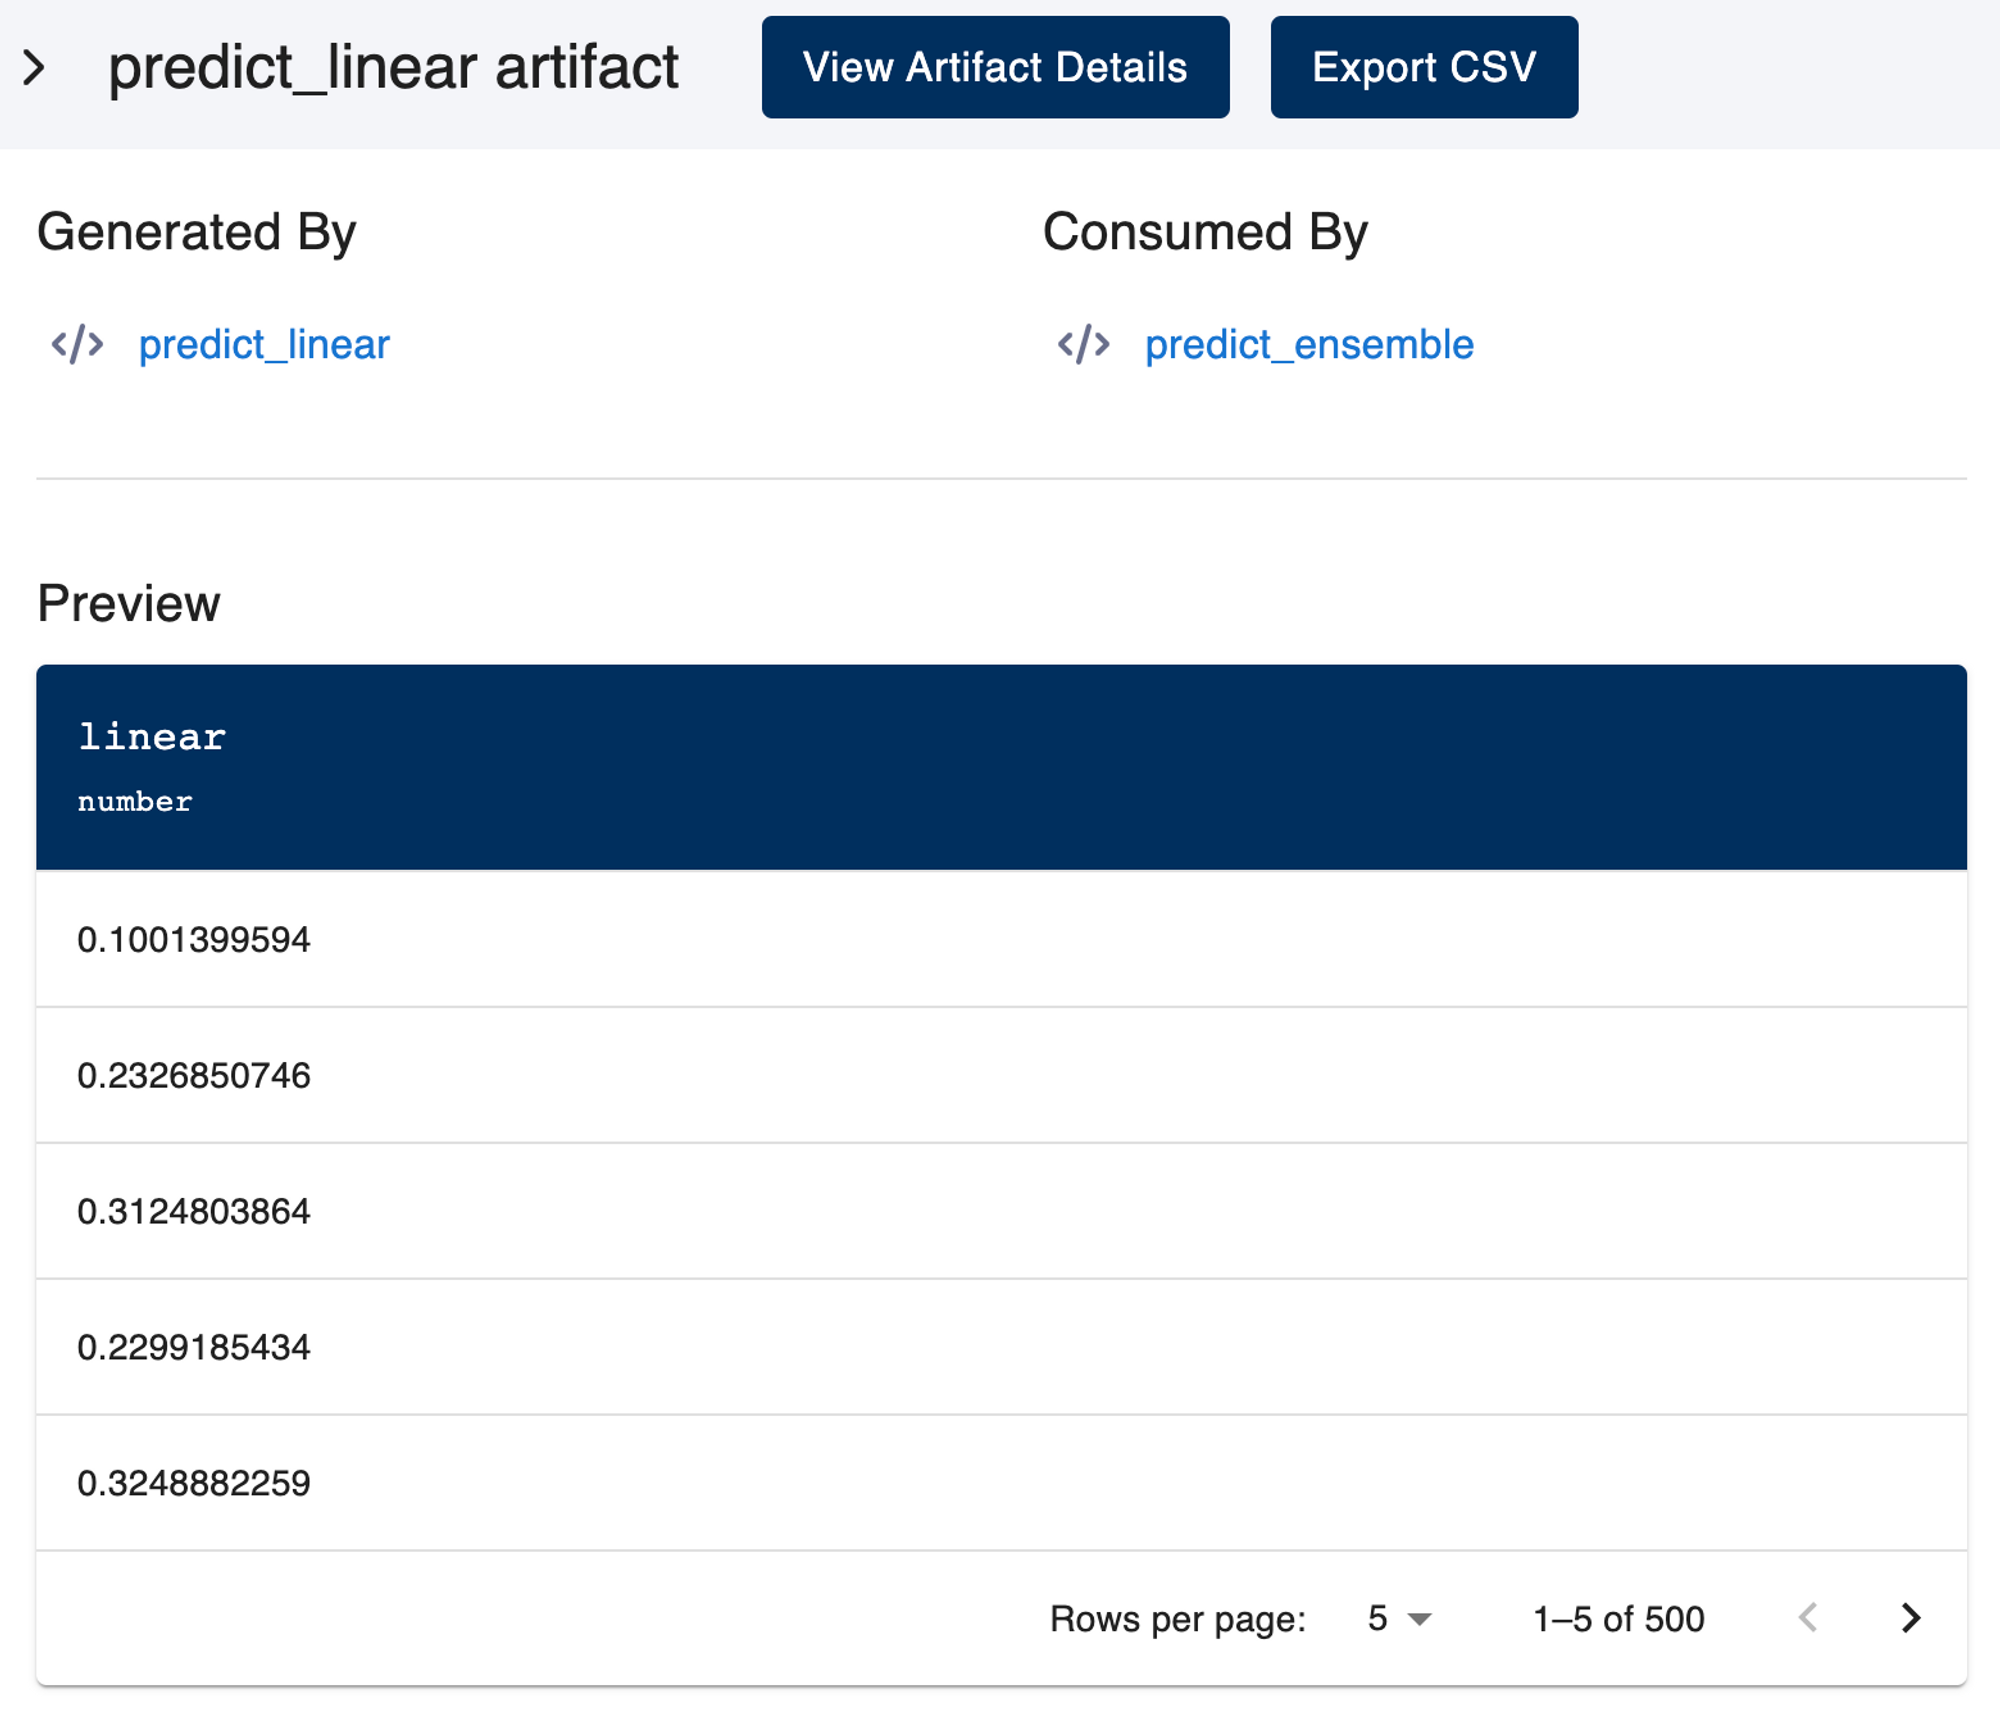 predict_linear artifact View Artifact Details Export CSV
Generated By Consumed By
</> predict_linear </> predict_ensemble
Preview
linear
number
0.1001399594
0.2326850746
0.3124803864
0.2299185434
0.3248882259
Rows per page: 5 1–5 of 500